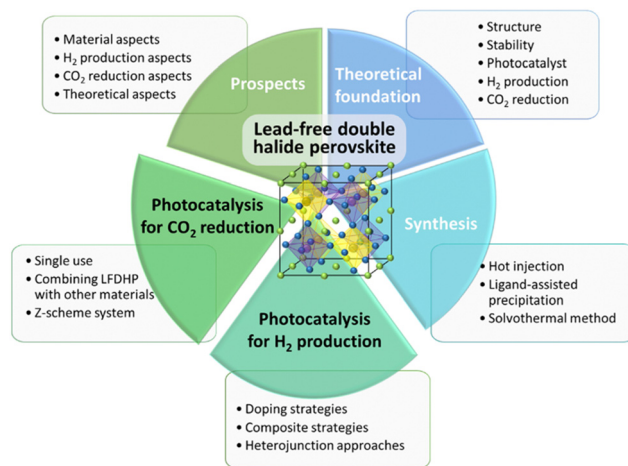 • Material aspects
• H₂ production aspects
• CO₂ reduction aspects
• Theoretical aspects
Prospects
Theoretical
foundation
• Structure
• Stability
• Photocatalyst
• H₂ production
• CO₂ reduction
Lead-free double
halide perovskite
Photocatalysis
for CO₂ reduction
Synthesis
• Single use
• Combining LFDHP
with other materials
• Z-scheme system
• Hot injection
• Ligand-assisted
precipitation
• Solvothermal method
Photocatalysis
for H₂ production
• Doping strategies
• Composite strategies
• Heterojunction approaches